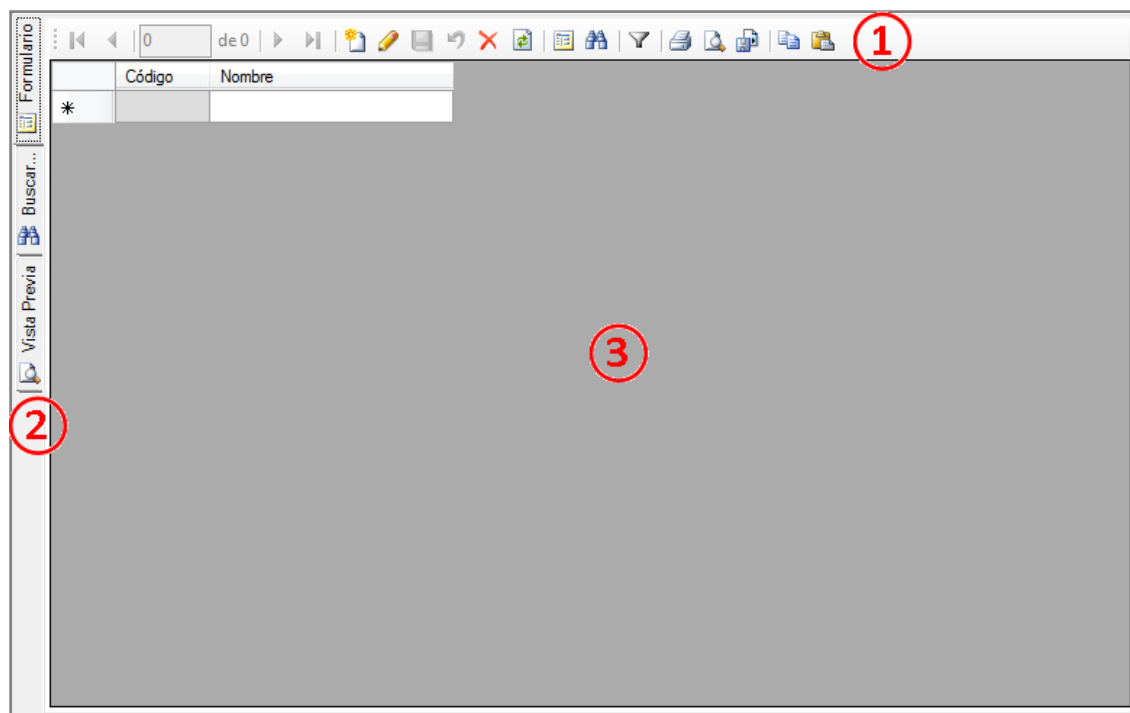 0 de 0
①
Código Nombre
Formulario
Buscar...
Vista Previa
②
③